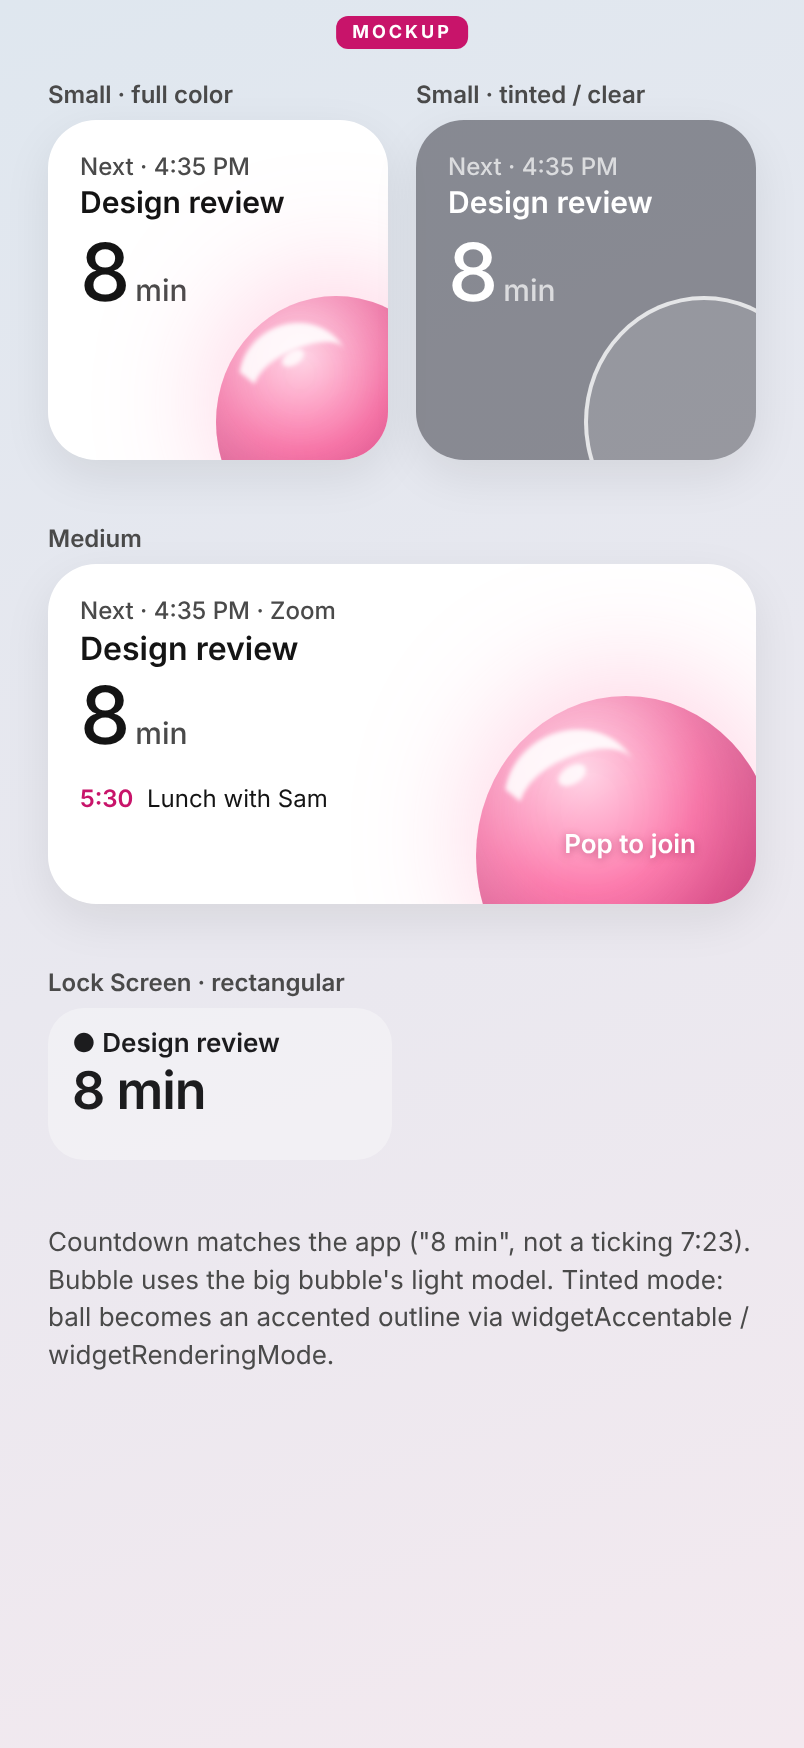 MOCKUP
Small · full color
Small · tinted / clear
Next · 4:35 PM
Design review
8 min
Next · 4:35 PM
Design review
8 min
Medium
Next · 4:35 PM · Zoom
Design review
8 min
5:30 Lunch with Sam
Pop to join
Lock Screen · rectangular
Design review
8 min
Countdown matches the app ("8 min", not a ticking 7:23).
Bubble uses the big bubble's light model. Tinted mode:
ball becomes an accented outline via widgetAccentable /
widgetRenderingMode.